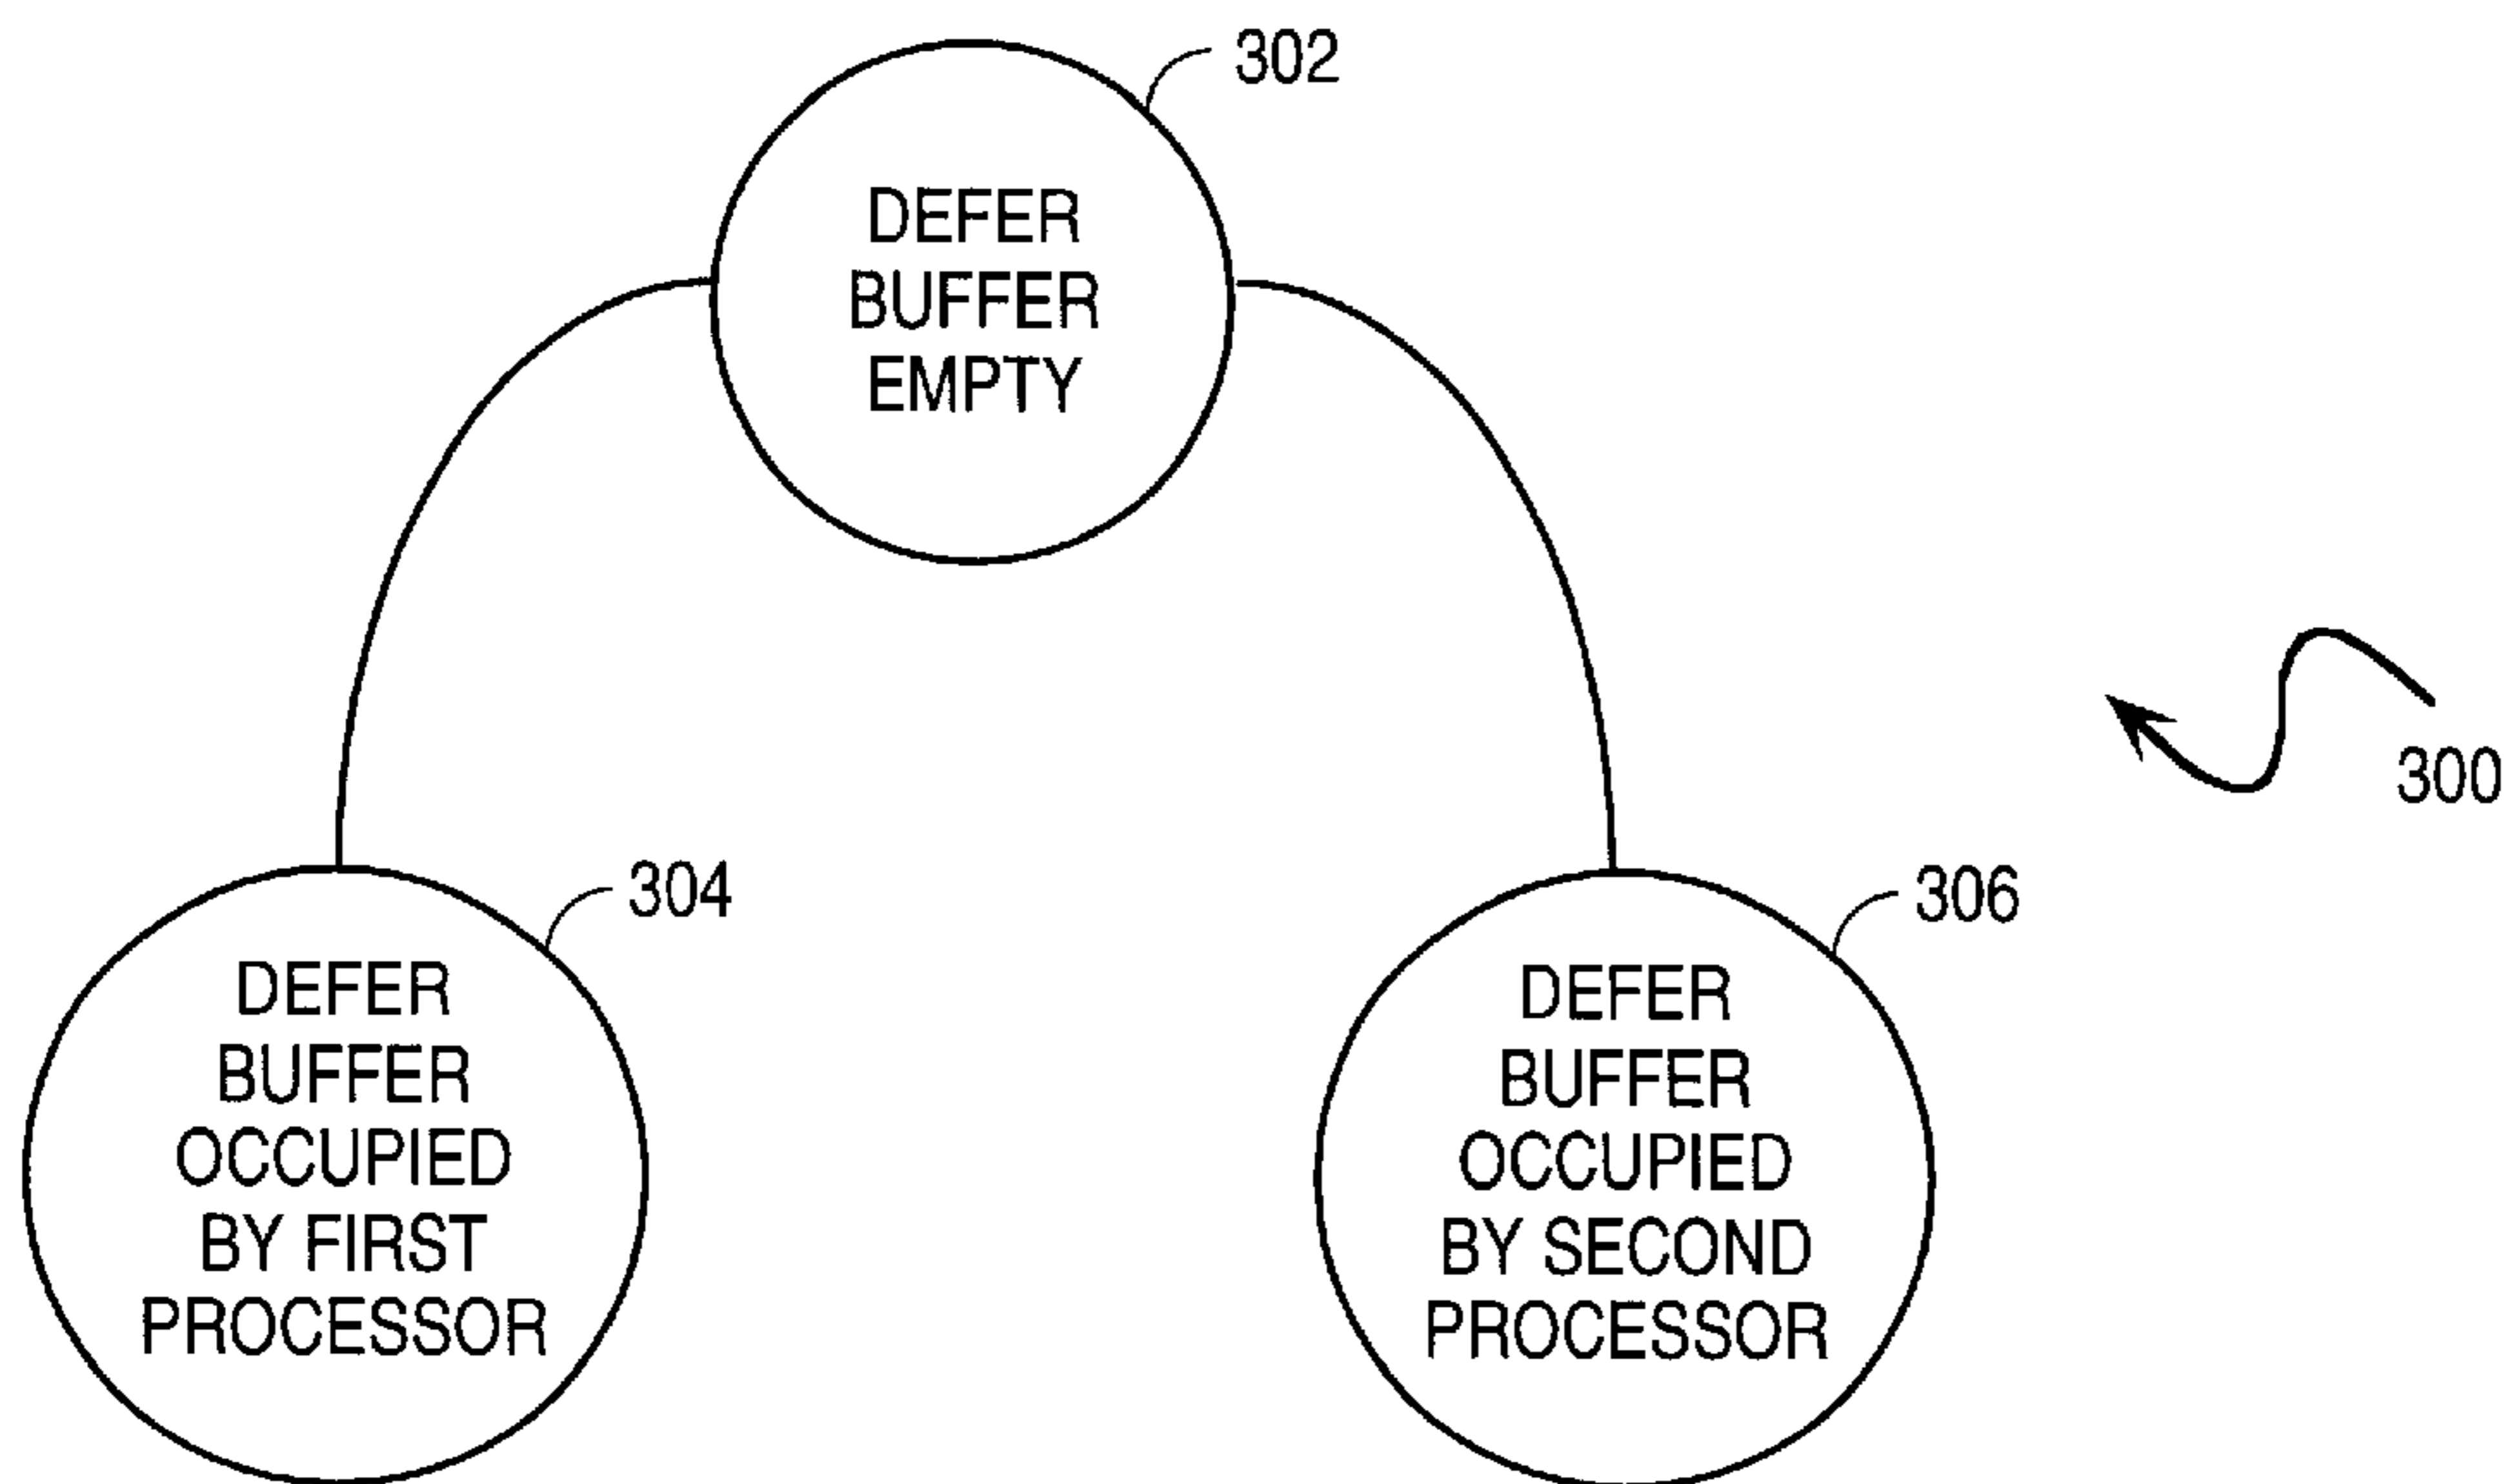 302
DEFER
BUFFER
EMPTY
300
304
DEFER
BUFFER
OCCUPIED
BY FIRST
PROCESSOR
306
DEFER
BUFFER
OCCUPIED
BY SECOND
PROCESSOR